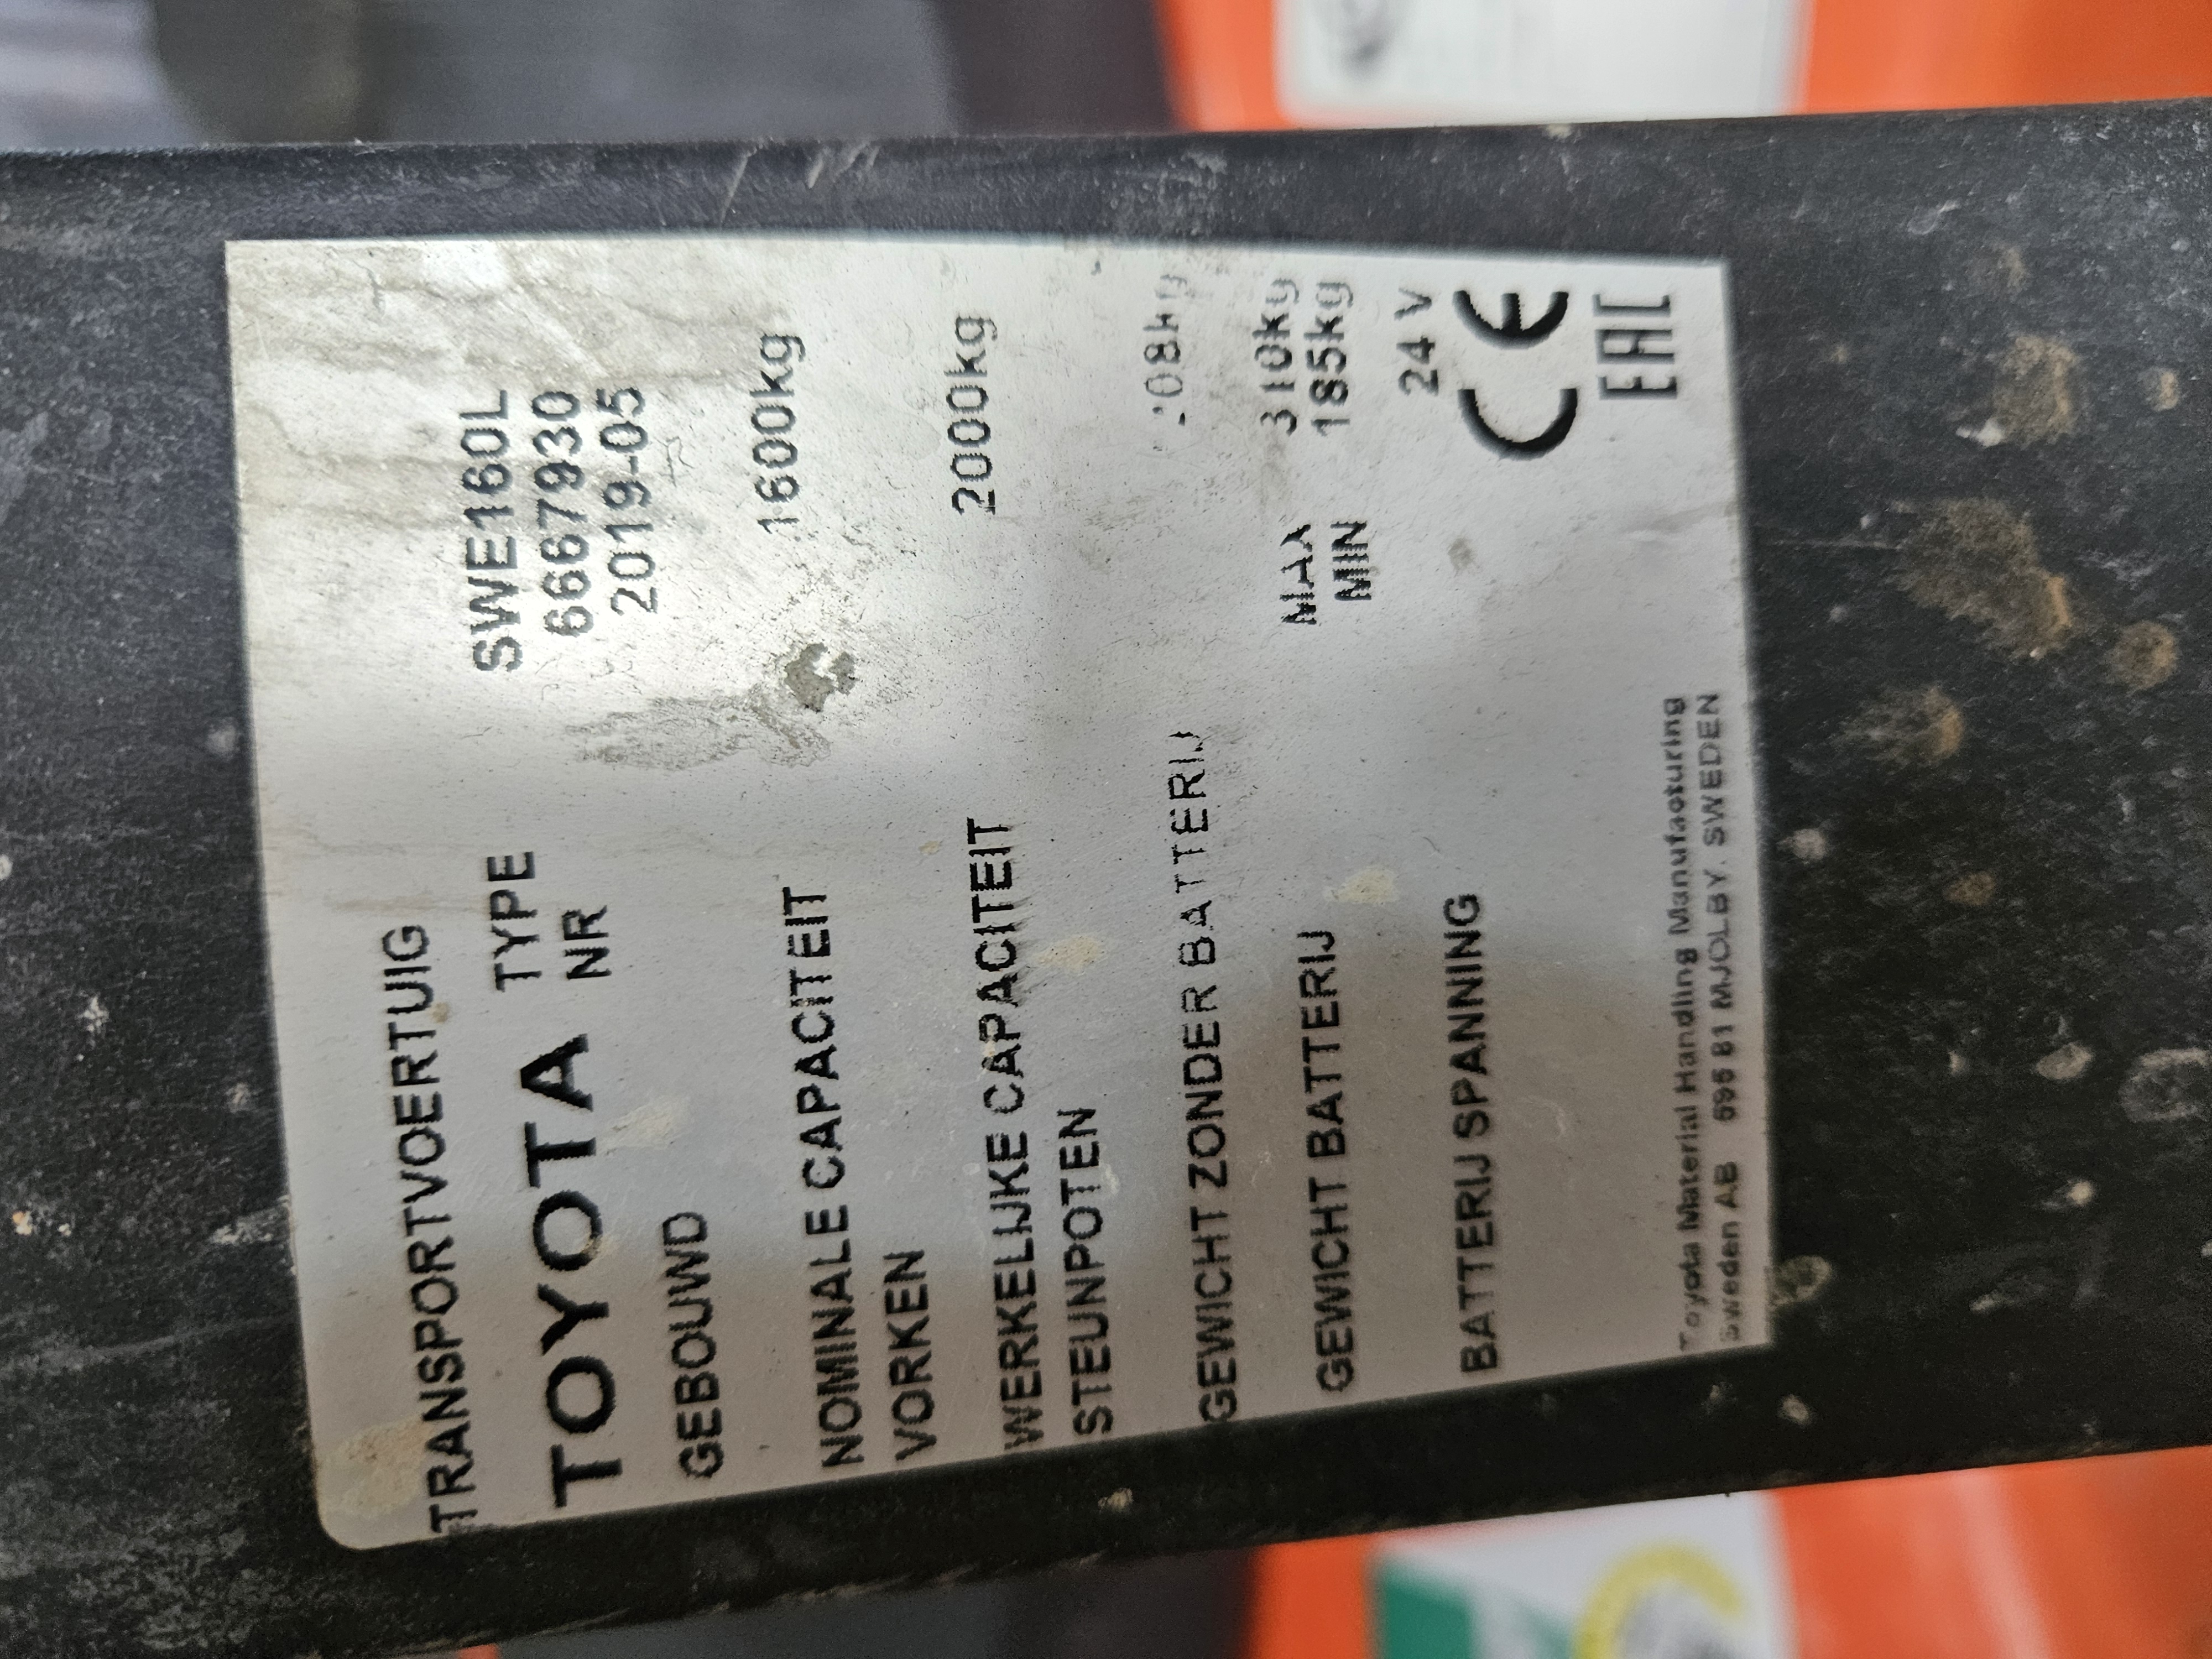 TRANSPORTVOERTUIG
TOYOTA TYPE SWE160L
NR 6667930
GEBOUWD 2019-05
NOMINALE CAPACITEIT 1600kg
VORKEN
WERKELIJKE CAPACITEIT 2000kg
STEUNPOTEN
GEWICHT ZONDER BATTERIJ
GEWICHT BATTERIJ MAX 310kg
MIN 185kg
BATTERIJ SPANNING 24 V
CE
EAC
Toyota Material Handling Manufacturing
Sweden AB 595 81 MJOLBY. SWEDEN